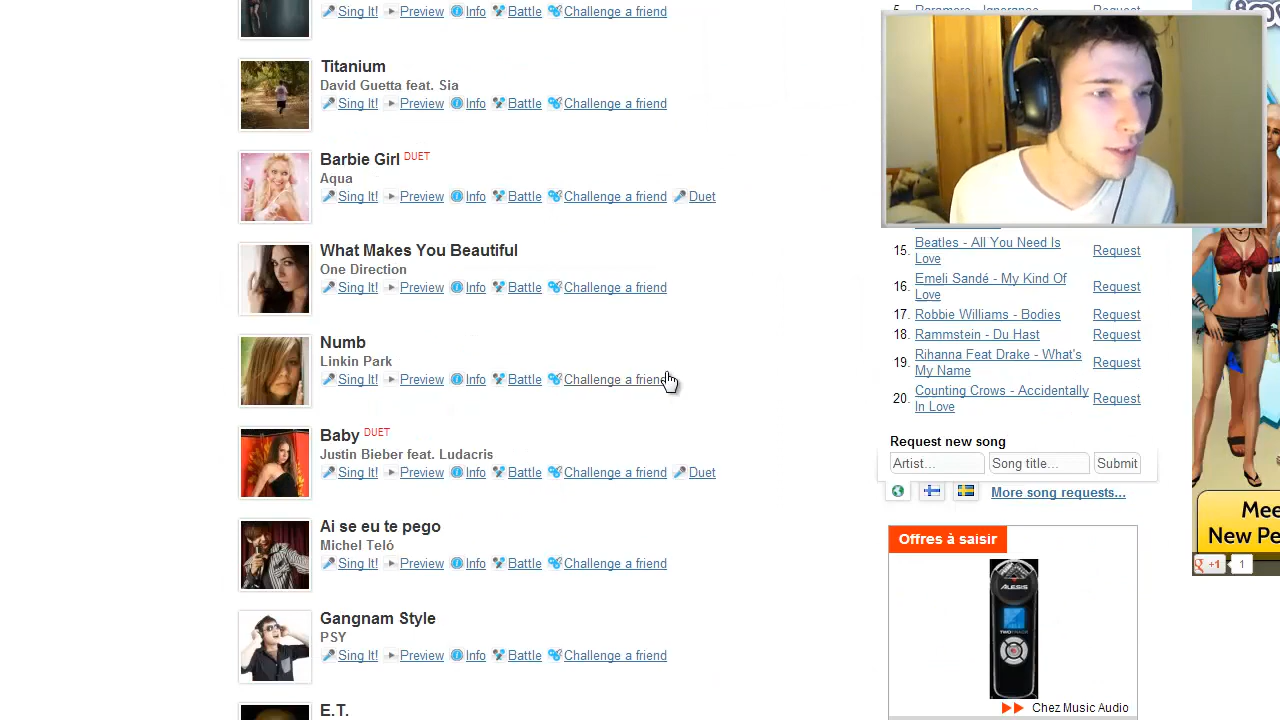 Sing It! Preview Info Battle Challenge a friend
Titanium
David Guetta feat. Sia
Sing It! Preview Info Battle Challenge a friend
Barbie Girl DUET
Aqua
Sing It! Preview Info Battle Challenge a friend Duet
What Makes You Beautiful
One Direction
Sing It! Preview Info Battle Challenge a friend
Numb
Linkin Park
Sing It! Preview Info Battle Challenge a friend
Baby DUET
Justin Bieber feat. Ludacris
Sing It! Preview Info Battle Challenge a friend Duet
Ai se eu te pego
Michel Teló
Sing It! Preview Info Battle Challenge a friend
Gangnam Style
PSY
Sing It! Preview Info Battle Challenge a friend
E.T.
15. Beatles - All You Need Is Request
Love
16. Emeli Sandé - My Kind Of Request
Love
17. Robbie Williams - Bodies Request
18. Rammstein - Du Hast Request
19. Rihanna Feat Drake - What's Request
My Name
20. Counting Crows - Accidentally Request
In Love
Request new song
Artist... Song title... Submit
More song requests...
Offres à saisir
ALESIS
TWOTRACK
Chez Music Audio
Mee
New Pe
+1 1